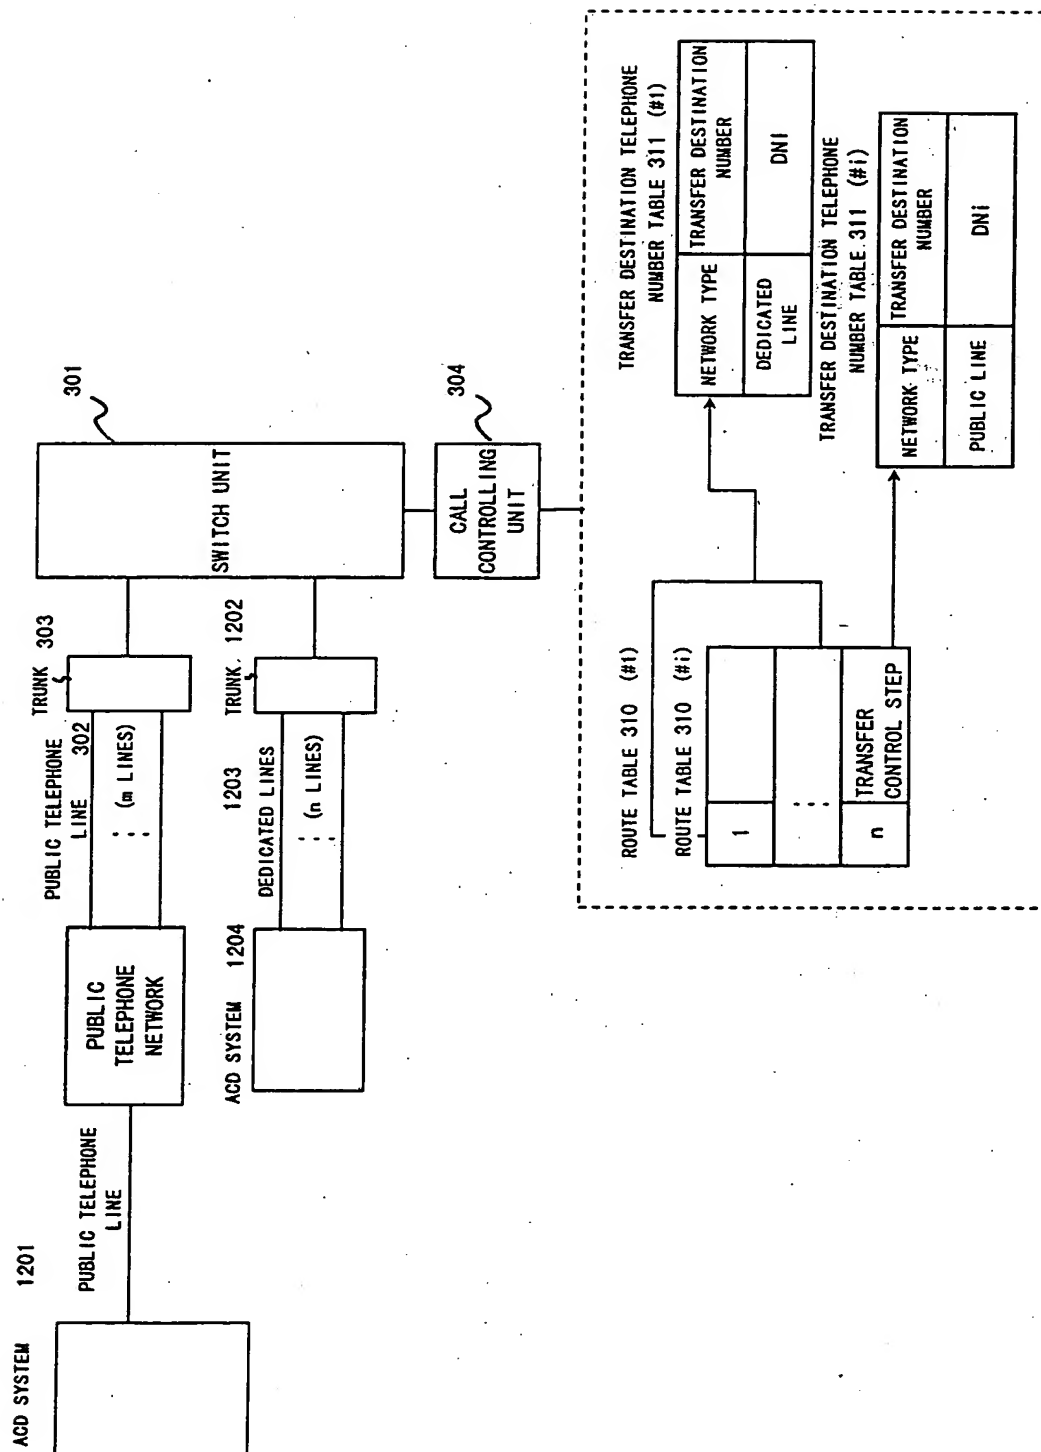 ACD SYSTEM 1201
PUBLIC TELEPHONE
LINE
PUBLIC
TELEPHONE
NETWORK
PUBLIC TELEPHONE
LINE 302
(m LINES)
TRUNK 303
ACD SYSTEM 1204
1203
DEDICATED LINES
(n LINES)
TRUNK. 1202
SWITCH UNIT
301
CALL
CONTROLLING
UNIT
304
ROUTE TABLE 310 (#1)
ROUTE TABLE 310 (#i)
1
n
TRANSFER
CONTROL STEP
TRANSFER DESTINATION TELEPHONE
NUMBER TABLE 311 (#1)
NETWORK TYPE
TRANSFER DESTINATION
NUMBER
DEDICATED
LINE
DNI
TRANSFER DESTINATION TELEPHONE
NUMBER TABLE 311 (#i)
NETWORK TYPE
TRANSFER DESTINATION
NUMBER
PUBLIC LINE
DNi